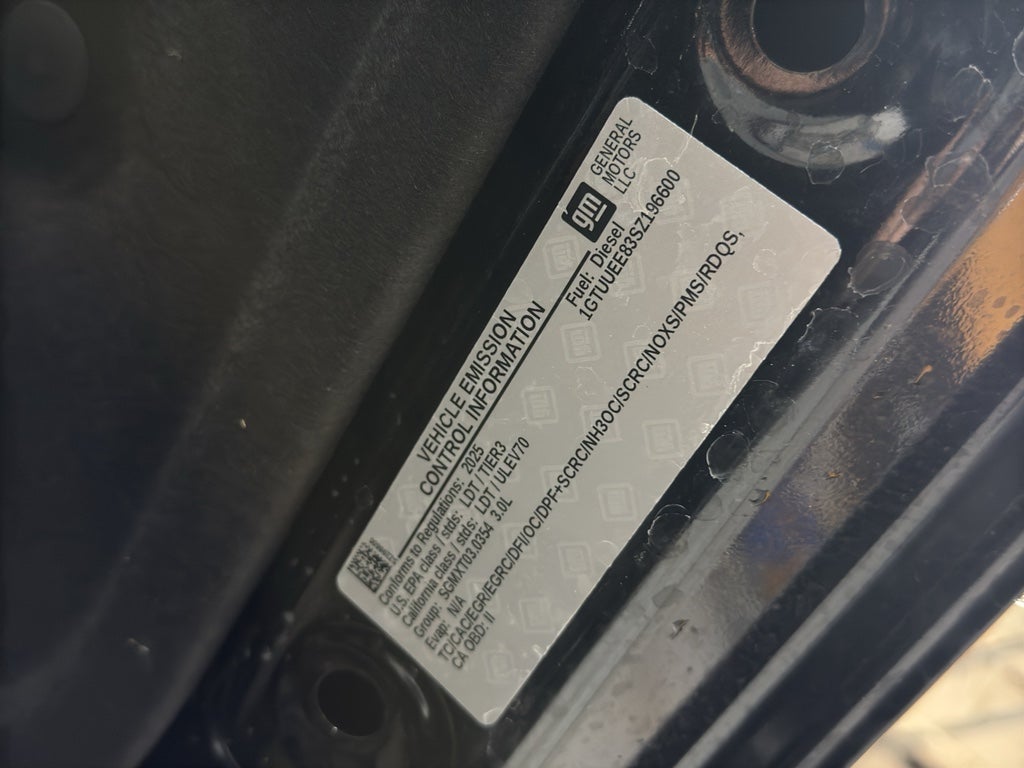 VEHICLE EMISSION
CONTROL INFORMATION
gm
GENERAL
MOTORS
LLC
Conforms to Regulations: 2025
Fuel: Diesel
U.S. EPA class / stds: LDT / TIER3
1GTUUEE83SZ196600
California class / stds: LDT / ULEV70
Group: SGMXT03.0354 3.0L
Evap: N/A
TC/CAC/EGR/EGRC/DFI/OC/DPF+SCRC/NH3OC/SCRC/NOXS/PMS/RDQS,
CA OBD: II